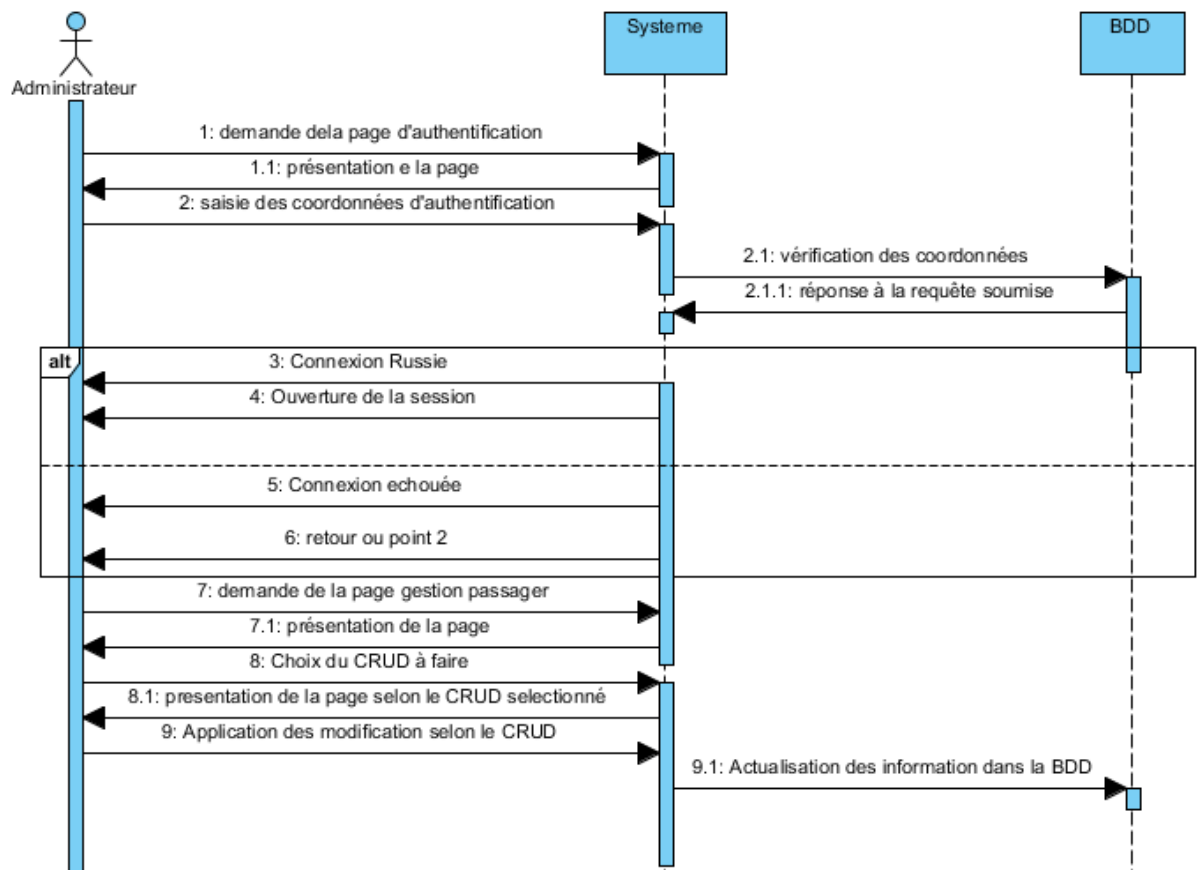 Systeme
BDD
Administrateur
1: demande dela page d'authentification
1.1: présentation e la page
2: saisie des coordonnées d'authentification
2.1: vérification des coordonnées
2.1.1: réponse à la requête soumise
alt
3: Connexion Russie
4: Ouverture de la session
5: Connexion echouée
6: retour ou point 2
7: demande de la page gestion passager
7.1: présentation de la page
8: Choix du CRUD à faire
8.1: presentation de la page selon le CRUD selectionné
9: Application des modification selon le CRUD
9.1: Actualisation des information dans la BDD